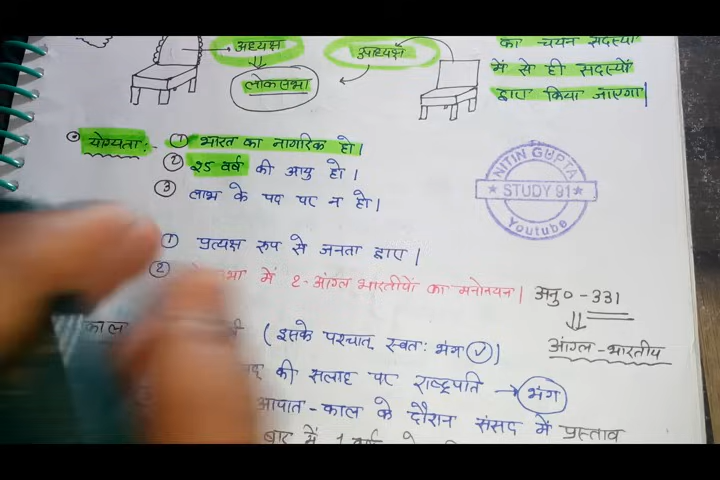 का चयन सदस्यों
अध्यक्ष
उपाध्यक्ष
में से ही सदस्यों
लोकसभा
द्वारा किया जाएगा|
योग्यता:- ① भारत का नागरिक हो|
② 25 वर्ष की आयु हो|
③ लाभ के पद पर न हो|
NITIN GUPTA
STUDY 91
Youtube
① प्रत्यक्ष रुप से जनता द्वारा|
② में 2-आंग्ल भारतीयों का मनोनयन| अनु०-331
आंग्ल-भारतीय
काल (इसके पश्चात् स्वतः भंग ✓)
की सलाह पर राष्ट्रपति → भंग
आपात-काल के दौरान संसद में प्रस्ताव